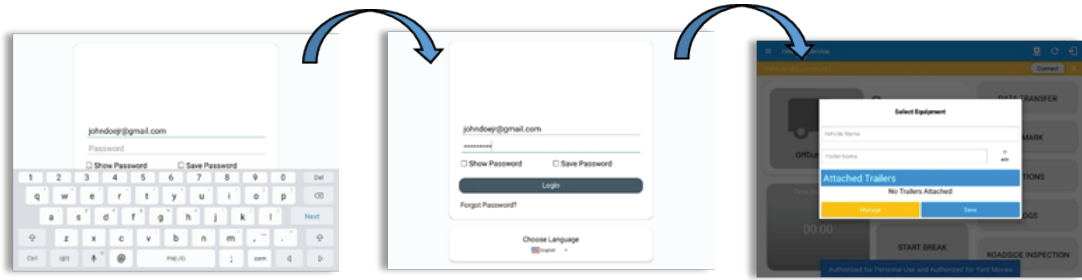 johndoejr@gmail.com
Password
Show Password Save Password
1 2 3 4 5 6 7 8 9 0 Del
q w e r t y u i o p
a s d f g h j k l Next
z x c v b n m , .
Ctrl @ ; .com
johndoejr@gmail.com
••••••••••
Show Password Save Password
Login
Forgot Password?
Choose Language
English
Connect
DATA TRANSFER
Select Equipment
Vehicle Name
Trailer Name
Attached Trailers
No Trailers Attached
Manage Save
00:00
START BREAK
ROADSIDE INSPECTION
Authorized for Personal Use and Authorized for Yard Moves